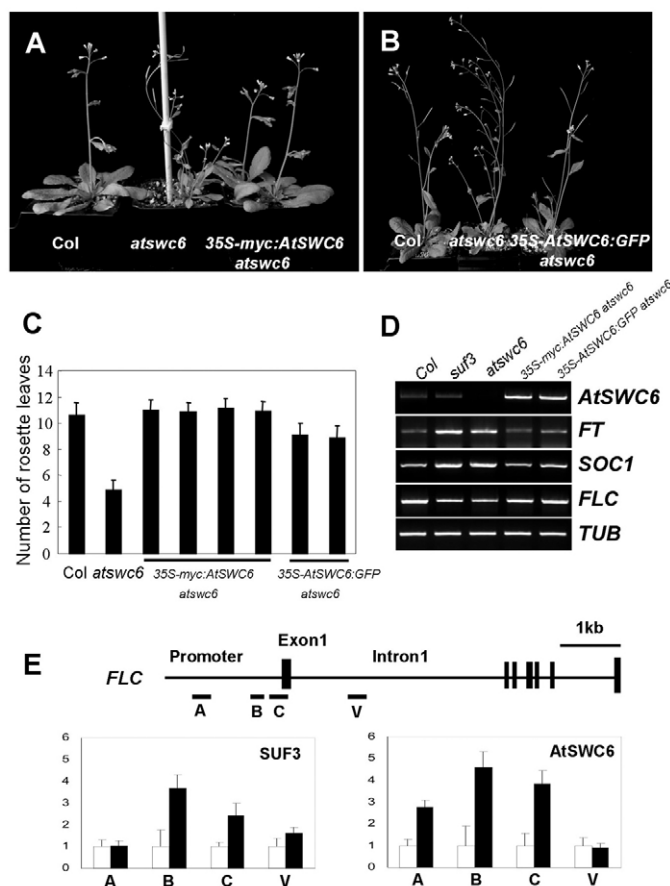 A
Col
atswc6
35S-myc:AtSWC6
atswc6
B
Col
atswc6
35S-AtSWC6:GFP
atswc6
C
Number of rosette leaves
14
12
10
8
6
4
2
0
Col
atswc6
35S-myc:AtSWC6
atswc6
35S-AtSWC6:GFP
atswc6
D
Col
suf3
atswc6
35S-myc:AtSWC6 atswc6
35S-AtSWC6:GFP atswc6
AtSWC6
FT
SOC1
FLC
TUB
E
1kb
Exon1
Promoter
Intron1
FLC
A
B
C
V
SUF3
6
5
4
3
2
1
0
A
B
C
V
AtSWC6
6
5
4
3
2
1
0
A
B
C
V